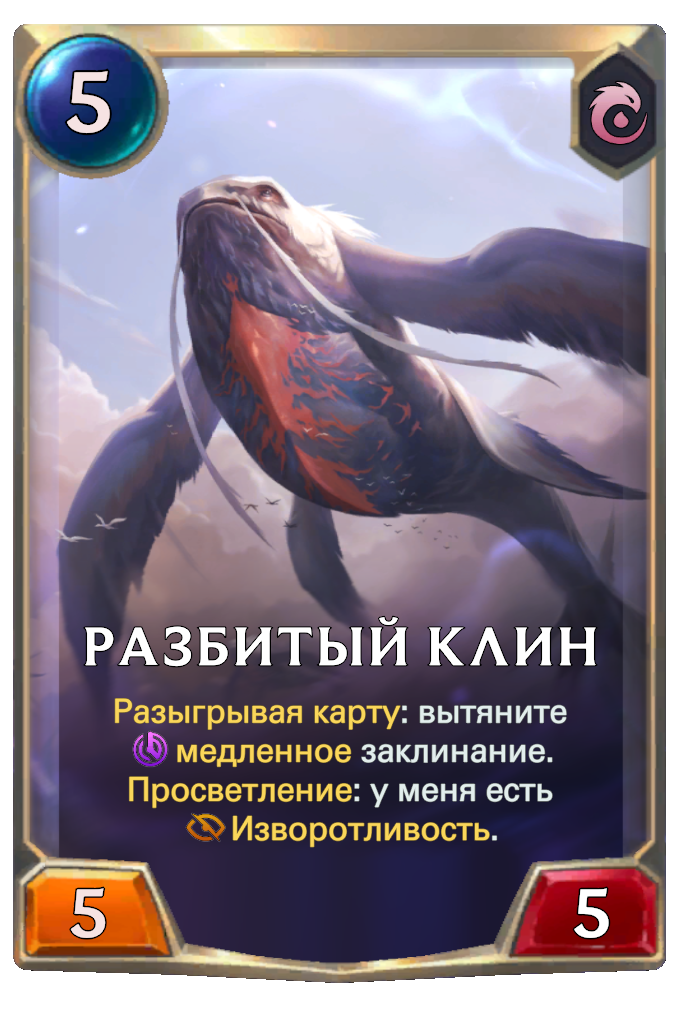 5
РАЗБИТЫЙ КЛИН
Разыгрывая карту: вытяните
медленное заклинание.
Просветление: у меня есть
Изворотливость.
5
5